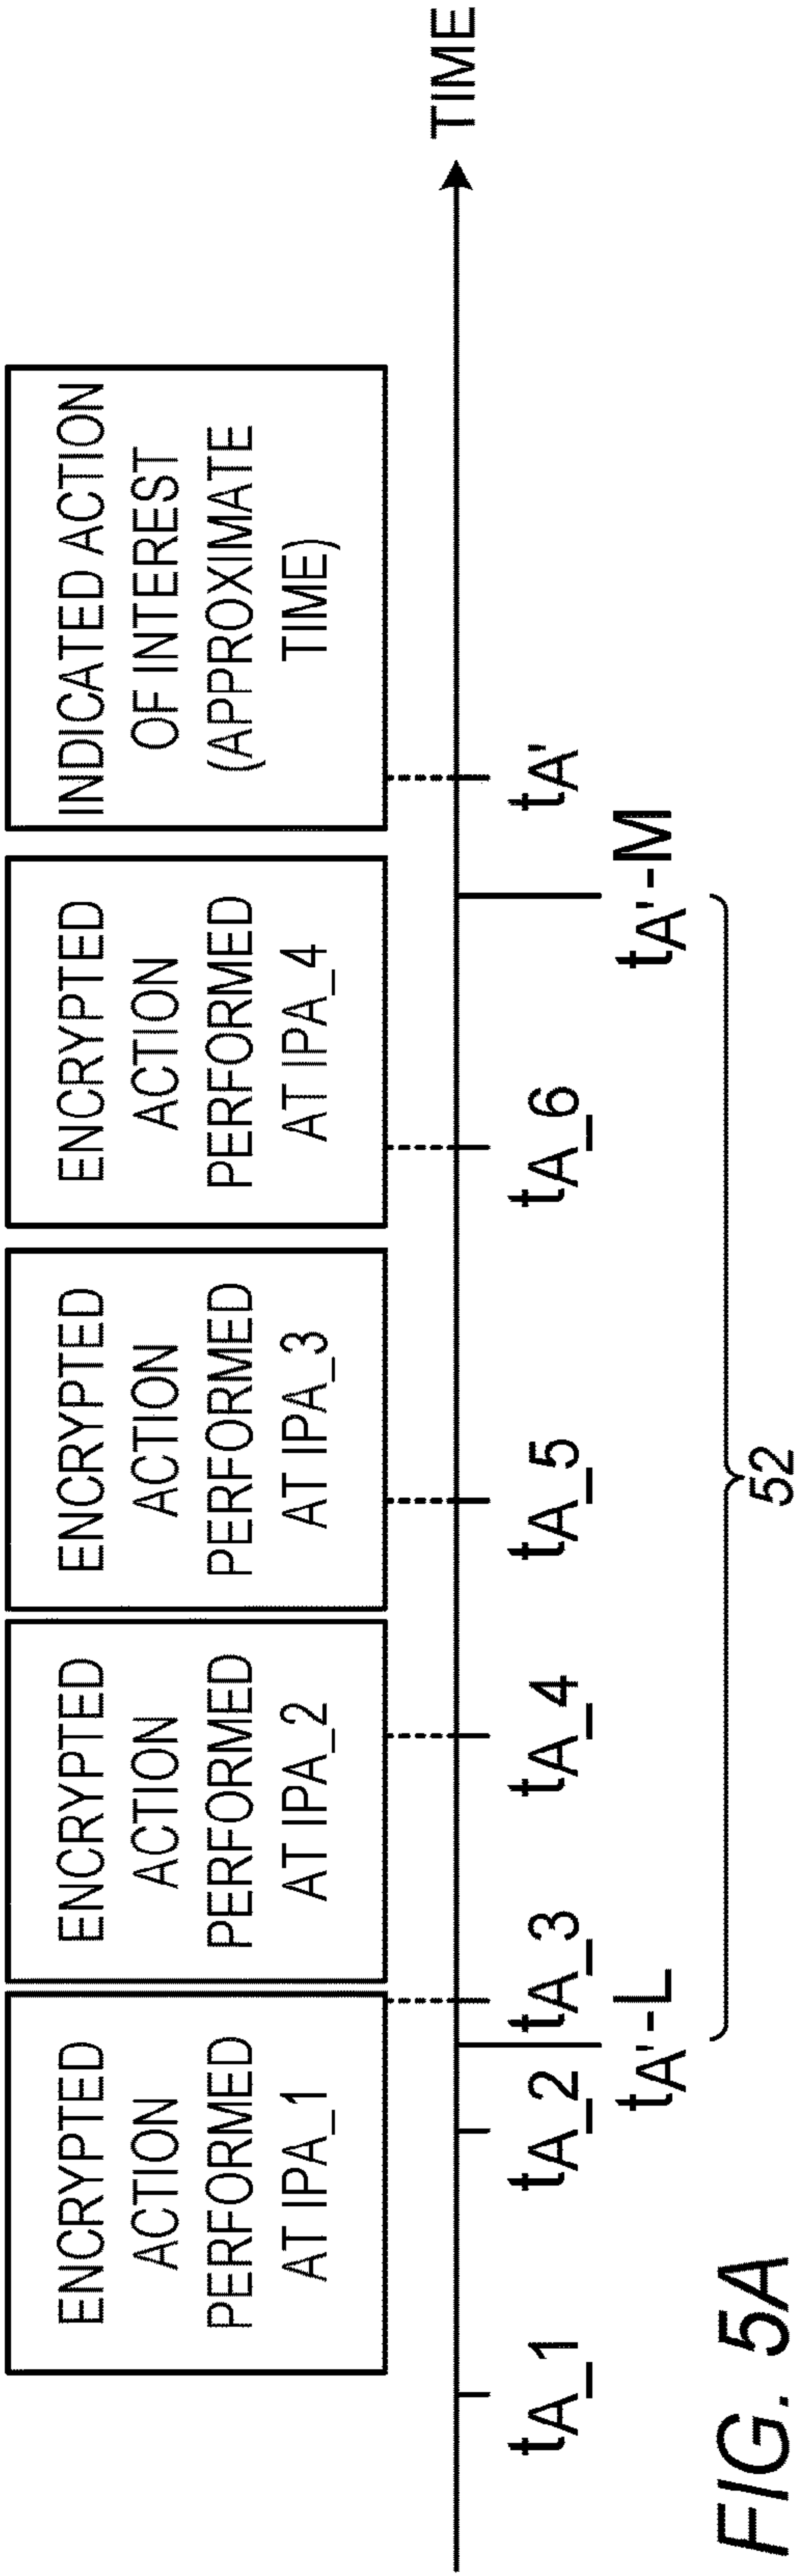 ENCRYPTED
ACTION
PERFORMED
AT IPA_1
ENCRYPTED
ACTION
PERFORMED
AT IPA_2
ENCRYPTED
ACTION
PERFORMED
AT IPA_3
ENCRYPTED
ACTION
PERFORMED
AT IPA_4
INDICATED ACTION
OF INTEREST
(APPROXIMATE
TIME)
TIME
tA_1
tA_2
tA_3
tA_4
tA_5
tA_6
tA'
tA'-L
tA'-M
52
FIG. 5A